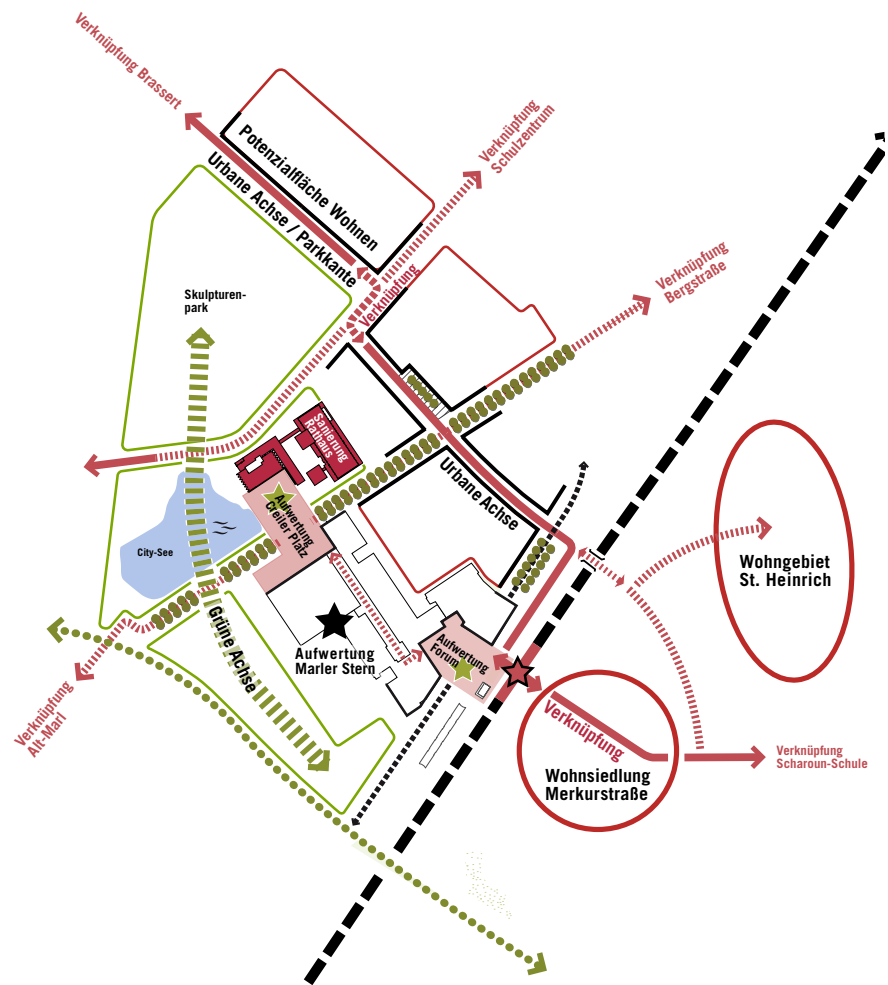 Verknüpfung Brassert
Potenzialfläche Wohnen
Urbane Achse / Parkkante
Verknüpfung
Schulzentrum
Verknüpfung
Verknüpfung
Bergstraße
Skulpturen-
park
Sanierung
Rathaus
Aufwertung
Creiler Platz
Urbane Achse
City-See
Wohngebiet
St. Heinrich
Grüne Achse
Aufwertung
Marler Stern
Aufwertung
Forum
Verknüpfung
Alt-Marl
Verknüpfung
Wohnsiedlung
Merkurstraße
Verknüpfung
Scharoun-Schule